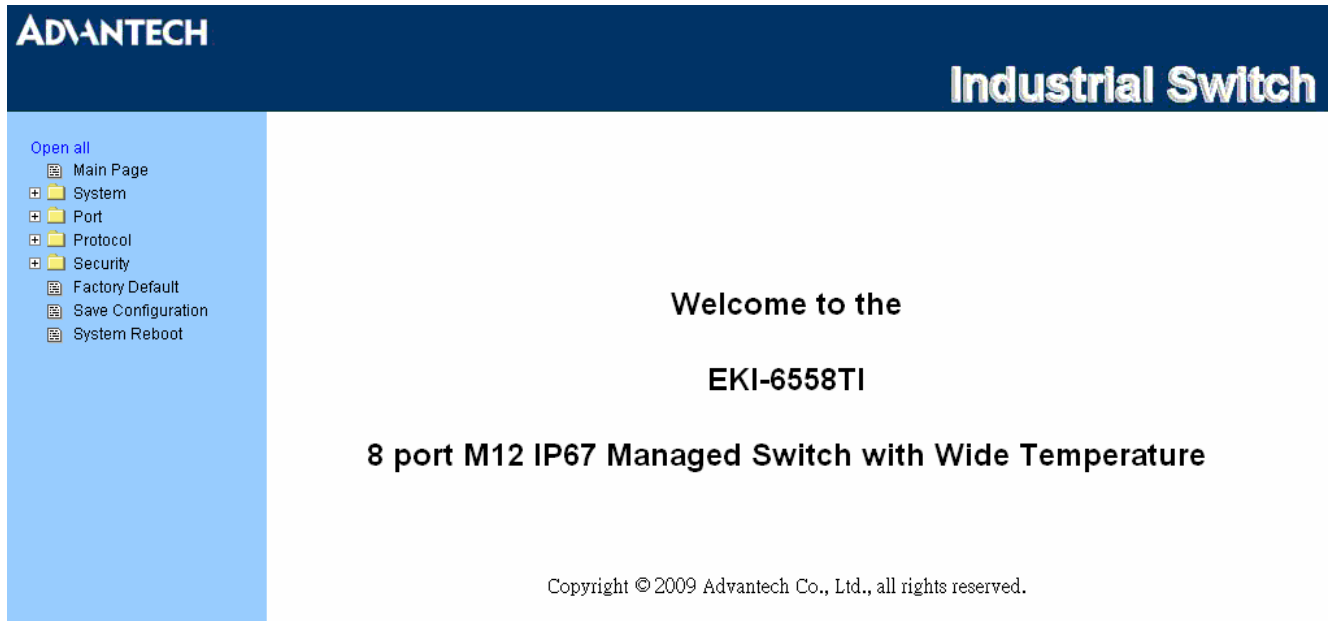 ADVANTECH
Industrial Switch
Open all
Main Page
System
Port
Protocol
Security
Factory Default
Save Configuration
System Reboot
Welcome to the
EKI-6558TI
8 port M12 IP67 Managed Switch with Wide Temperature
Copyright © 2009 Advantech Co., Ltd., all rights reserved.